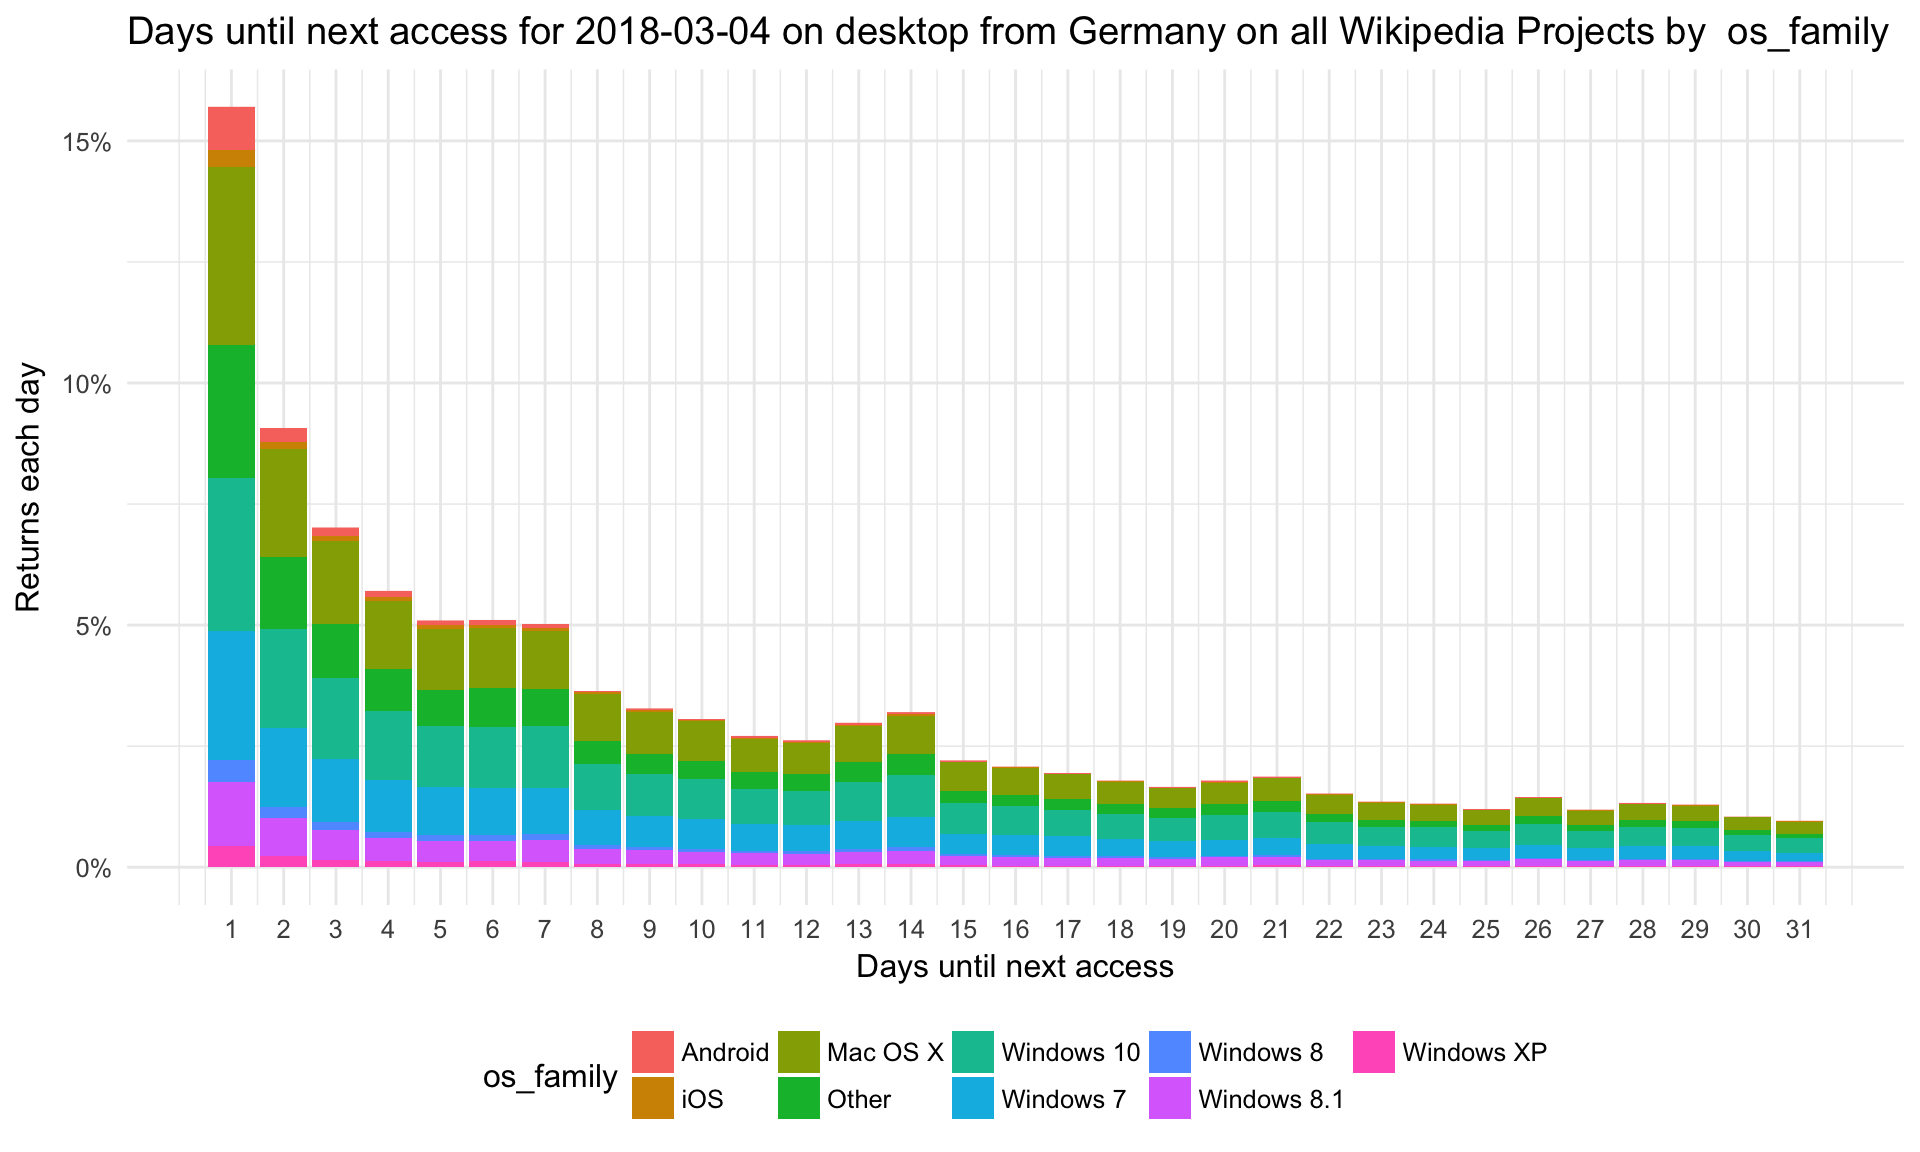 Days until next access for 2018-03-04 on desktop from Germany on all Wikipedia Projects by  os_family
Returns each day
15%
10%
5%
0%
1 2 3 4 5 6 7 8 9 10 11 12 13 14 15 16 17 18 19 20 21 22 23 24 25 26 27 28 29 30 31
Days until next access
os_family
Android Mac OS X Windows 10 Windows 8 Windows XP
iOS Other Windows 7 Windows 8.1